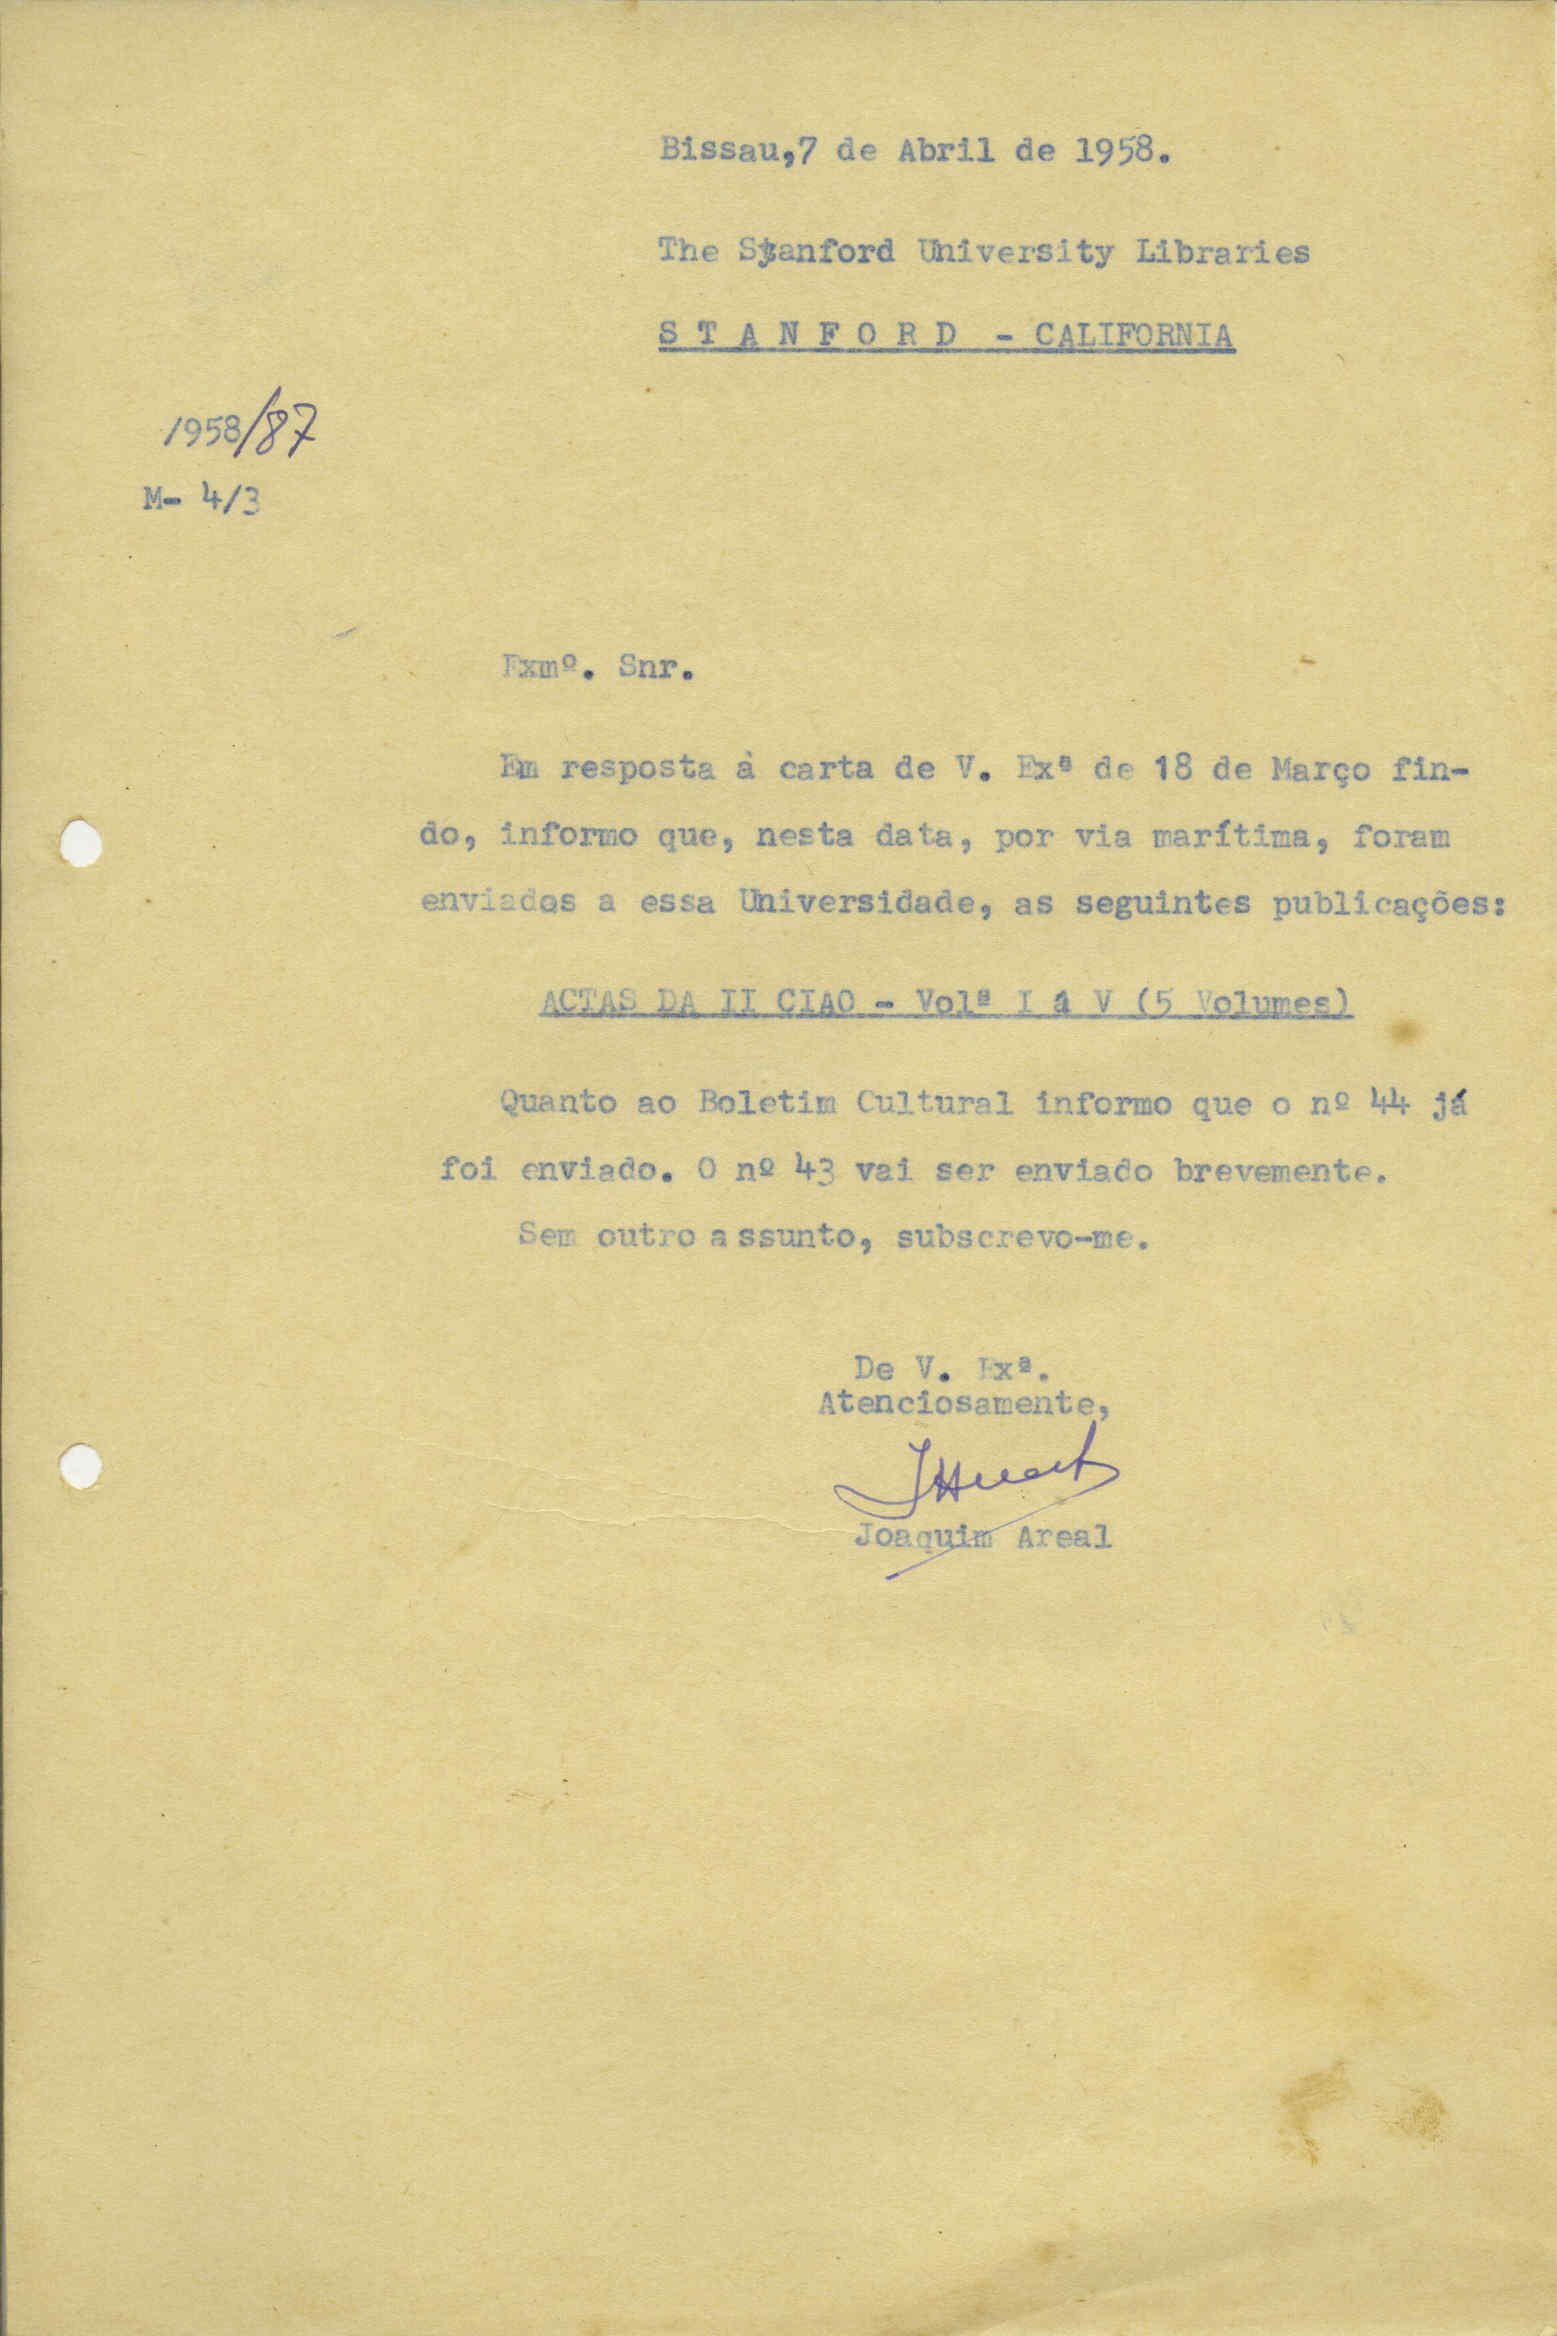 Bissau,7 de Abril de 1958.
The Stanford University Libraries
S T A N F O R D - CALIFORNIA
1958/87
M- 4/3
Exmº. Snr.
Em resposta à carta de V. Exª de 18 de Março fin-
do, informo que, nesta data, por via marítima, foram
enviados a essa Universidade, as seguintes publicações:
ACTAS DA II CIAO - Volª I á V (5 Volumes)
Quanto ao Boletim Cultural informo que o nº 44 já
foi enviado. O nº 43 vai ser enviado brevemente.
Sem outro assunto, subscrevo-me.
De V. Exª.
Atenciosamente,
Joaquim Areal